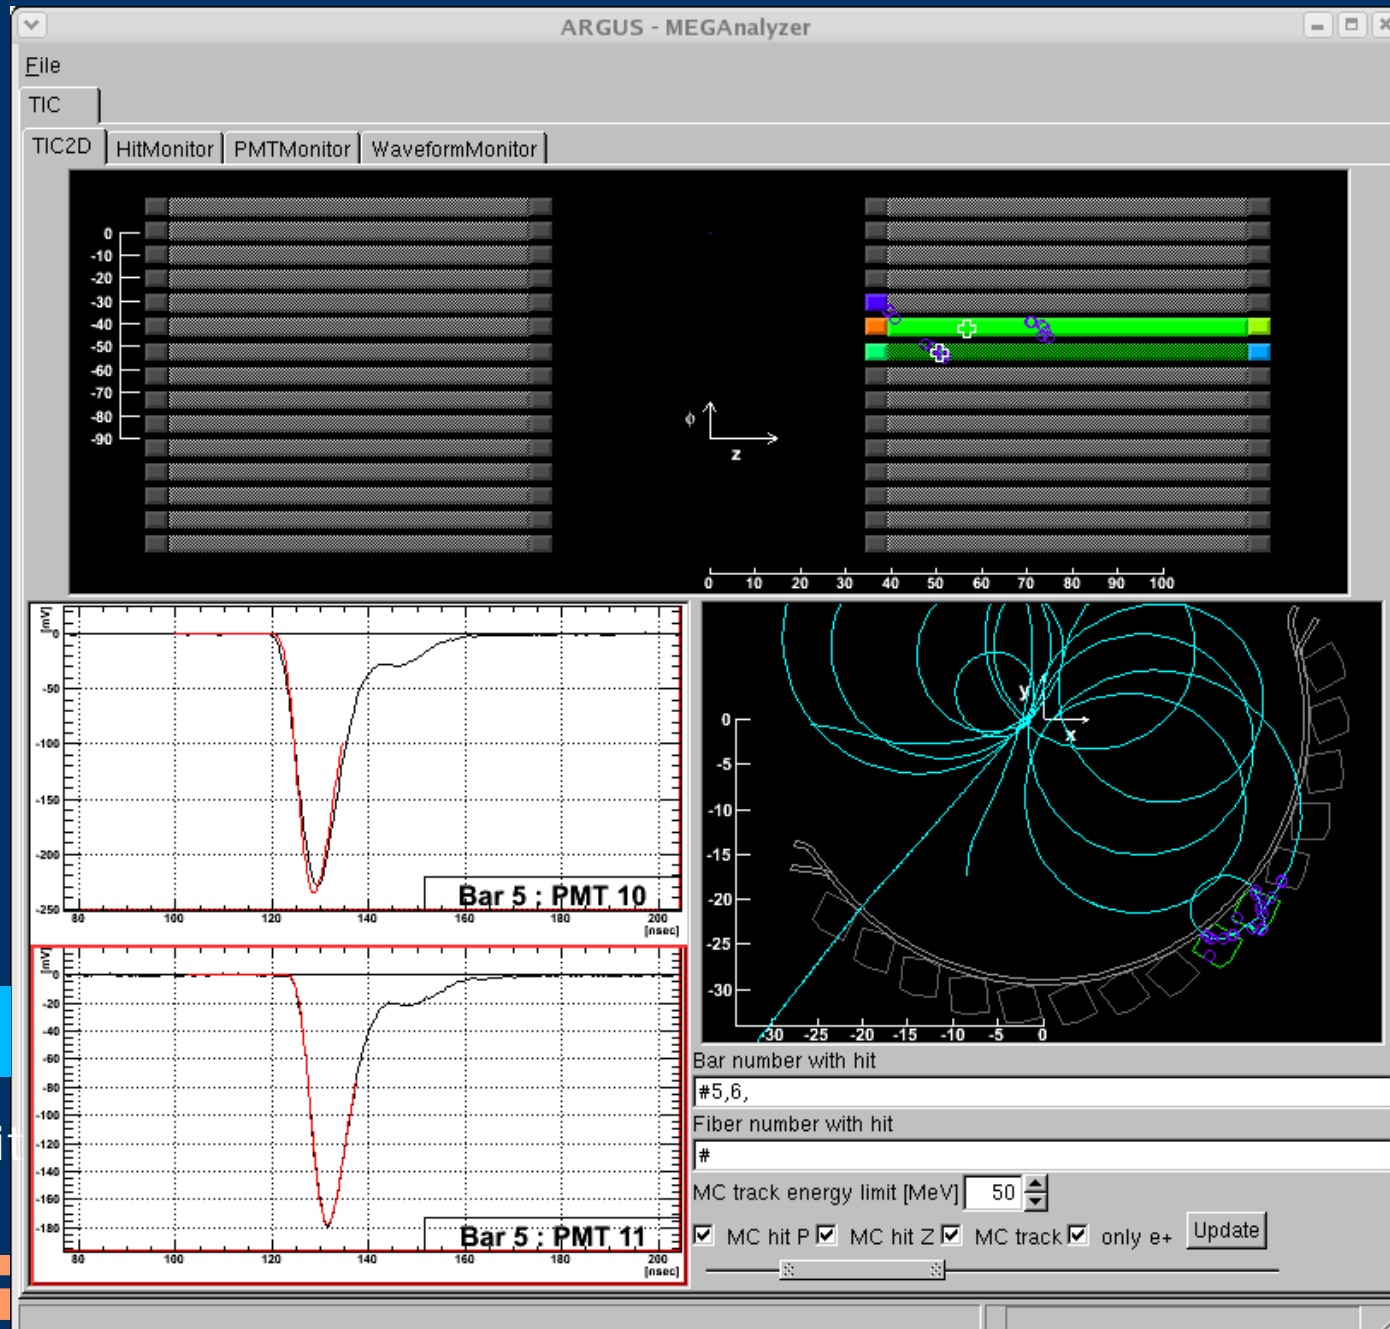 ARGUS - MEGAnalyzer
File
TIC
TIC2D HitMonitor PMTMonitor WaveformMonitor
0
-10
-20
-30
-40
-50
-60
-70
-80
-90
ϕ
z
0 10 20 30 40 50 60 70 80 90 100
[mV]
0
-50
-100
-150
-200
-250
Bar 5 : PMT 10
80 100 120 140 160 180 200
[nsec]
[mV]
0
-20
-40
-60
-80
-100
-120
-140
-160
-180
Bar 5 : PMT 11
80 100 120 140 160 180 200
[nsec]
y
x
0
-5
-10
-15
-20
-25
-30
-30 -25 -20 -15 -10 -5 0
Bar number with hit
#5,6,
Fiber number with hit
#
MC track energy limit [MeV] 50
MC hit P MC hit Z MC track only e+ Update
it